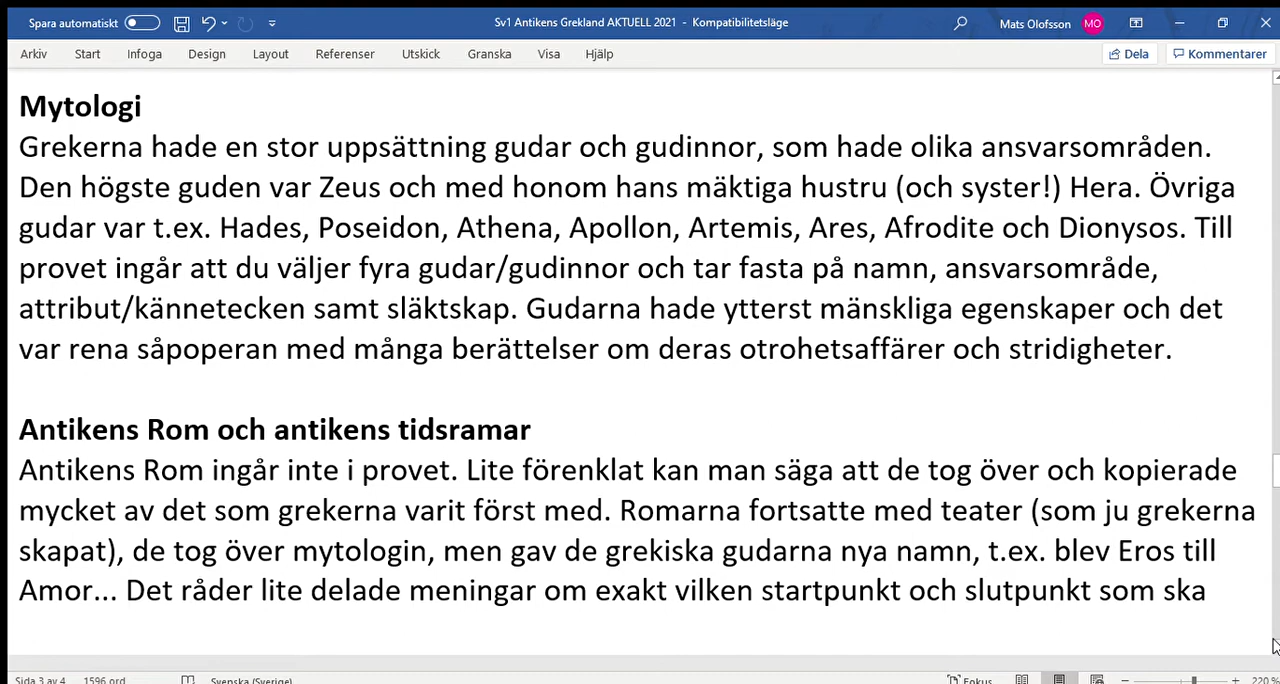 Spara automatiskt
Sv1 Antikens Grekland AKTUELL 2021 - Kompatibilitetsläge
Mats Olofsson MO
Arkiv Start Infoga Design Layout Referenser Utskick Granska Visa Hjälp Dela Kommentarer
Mytologi
Grekerna hade en stor uppsättning gudar och gudinnor, som hade olika ansvarsområden.
Den högste guden var Zeus och med honom hans mäktiga hustru (och syster!) Hera. Övriga
gudar var t.ex. Hades, Poseidon, Athena, Apollon, Artemis, Ares, Afrodite och Dionysos. Till
provet ingår att du väljer fyra gudar/gudinnor och tar fasta på namn, ansvarsområde,
attribut/kännetecken samt släktskap. Gudarna hade ytterst mänskliga egenskaper och det
var rena såpoperan med många berättelser om deras otrohetsaffärer och stridigheter.
Antikens Rom och antikens tidsramar
Antikens Rom ingår inte i provet. Lite förenklat kan man säga att de tog över och kopierade
mycket av det som grekerna varit först med. Romarna fortsatte med teater (som ju grekerna
skapat), de tog över mytologin, men gav de grekiska gudarna nya namn, t.ex. blev Eros till
Amor... Det råder lite delade meningar om exakt vilken startpunkt och slutpunkt som ska
Sida 3 av 4 1596 ord Svenska (Sverige) Fokus 220 %